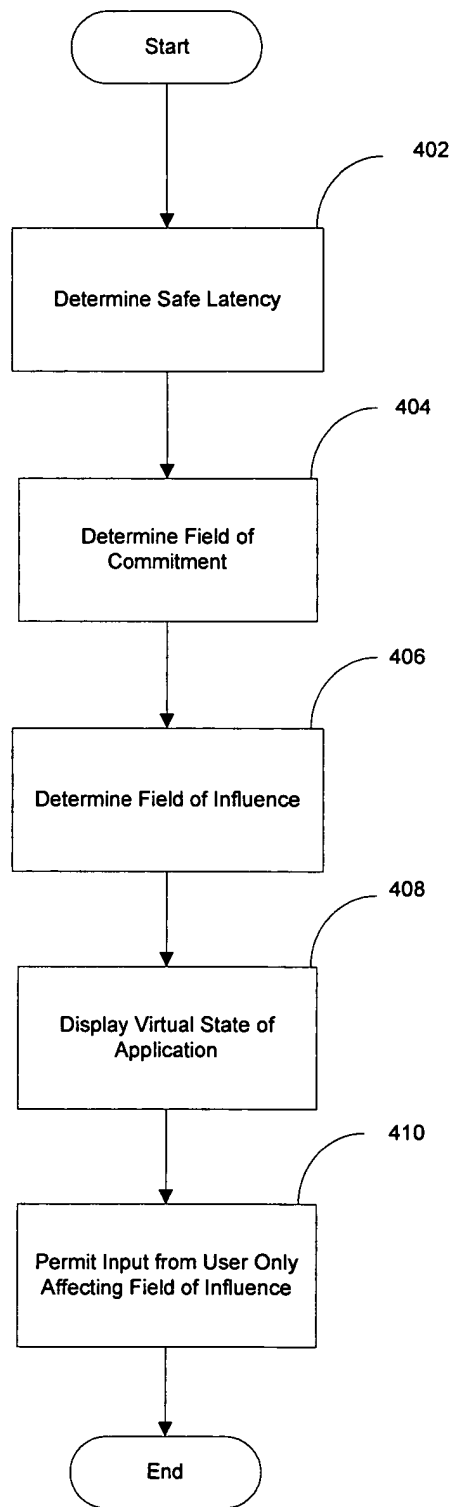 Start
402
Determine Safe Latency
404
Determine Field of
Commitment
406
Determine Field of Influence
408
Display Virtual State of
Application
410
Permit Input from User Only
Affecting Field of Influence
End